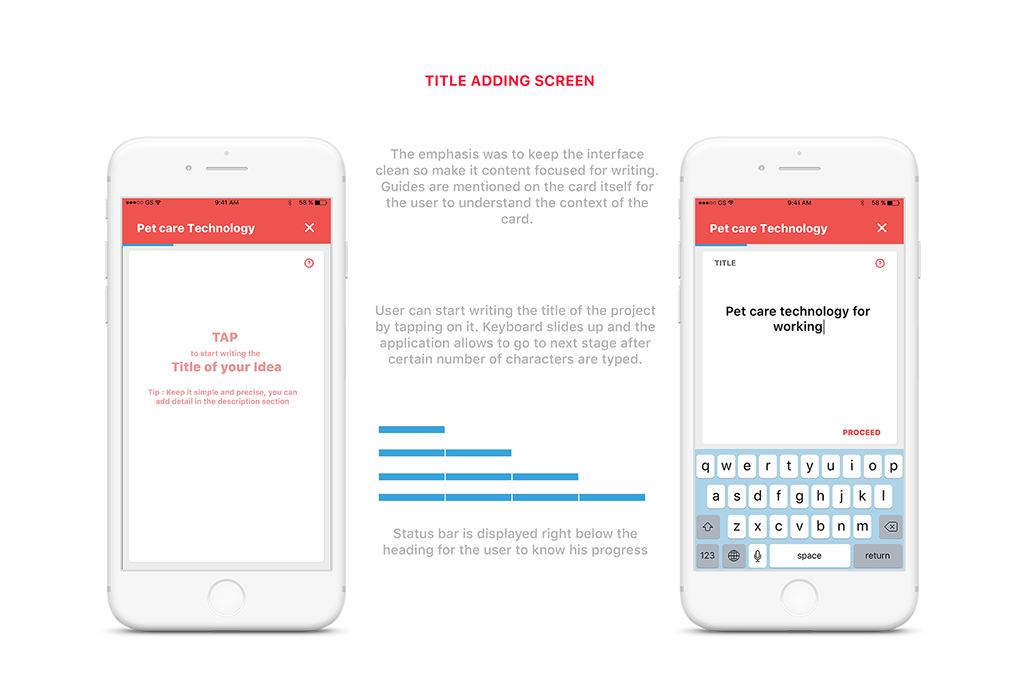 TITLE ADDING SCREEN
GS 9:41 AM 58 %
Pet care Technology
?
TAP
to start writing the
Title of your Idea
Tip : Keep it simple and precise, you can
add detail in the description section
The emphasis was to keep the interface
clean so make it content focused for writing.
Guides are mentioned on the card itself for
the user to understand the context of the
card.
User can start writing the title of the project
by tapping on it. Keyboard slides up and the
application allows to go to next stage after
certain number of characters are typed.
Status bar is displayed right below the
heading for the user to know his progress
GS 9:41 AM 58 %
Pet care Technology
TITLE ?
Pet care technology for
working
PROCEED
q w e r t y u i o p
a s d f g h j k l
z x c v b n m
123 space return